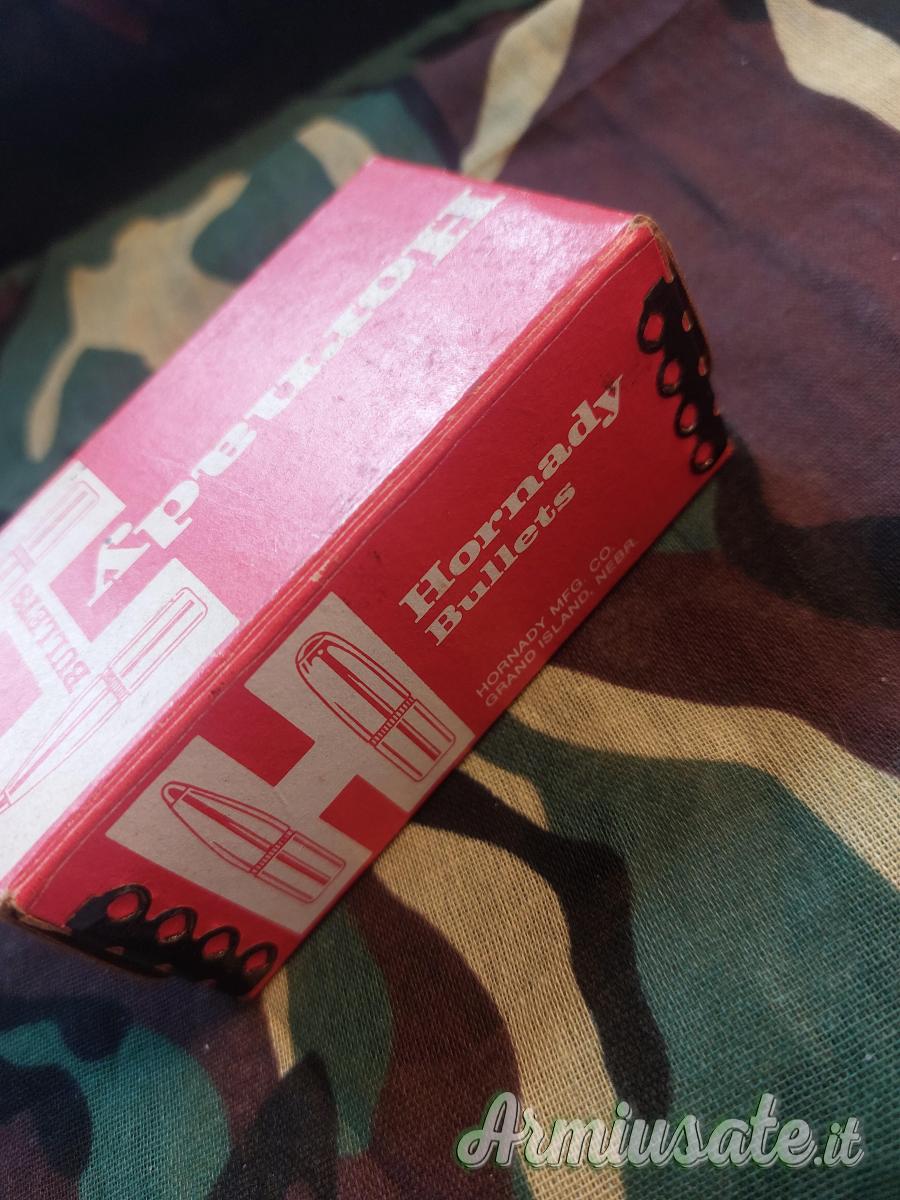 Hornady
BULLETS
Hornady
Bullets
HORNADY MFG. CO.
GRAND ISLAND, NEBR.
Armiusate.it